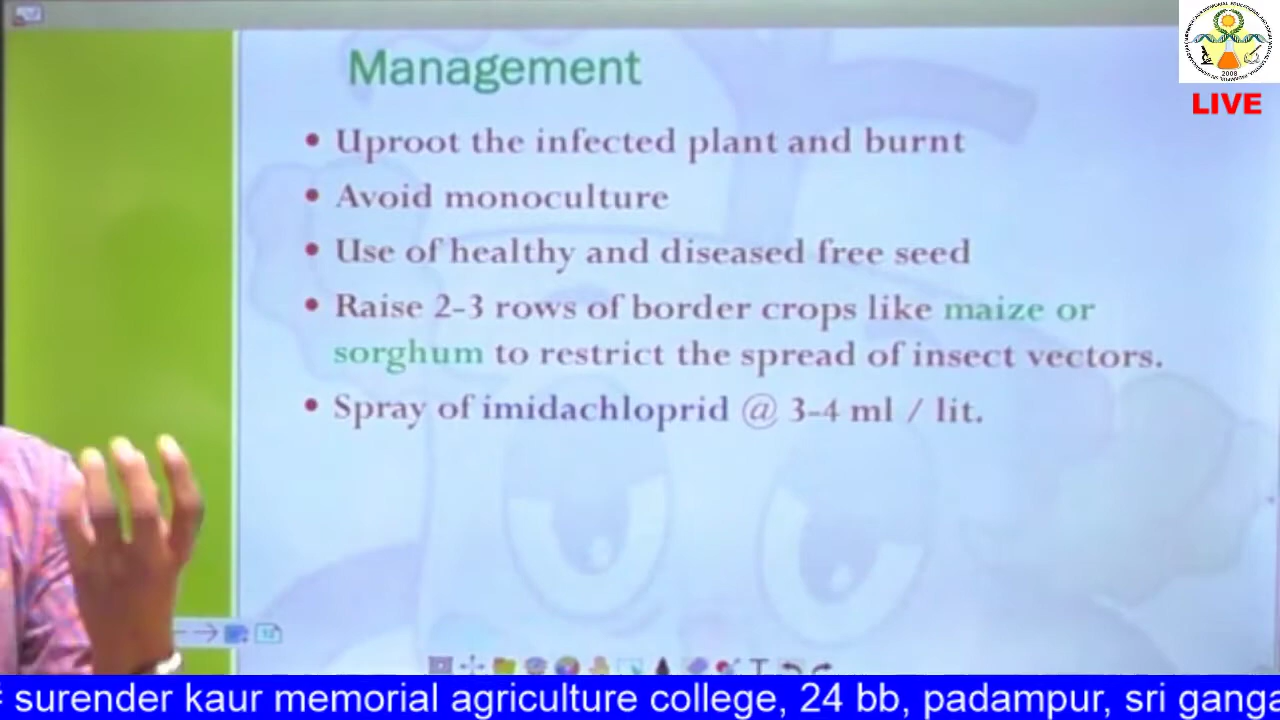 LIVE
Management
• Uproot the infected plant and burnt
• Avoid monoculture
• Use of healthy and diseased free seed
• Raise 2-3 rows of border crops like maize or
sorghum to restrict the spread of insect vectors.
• Spray of imidachloprid @ 3-4 ml / lit.
surender kaur memorial agriculture college, 24 bb, padampur, sri ganga